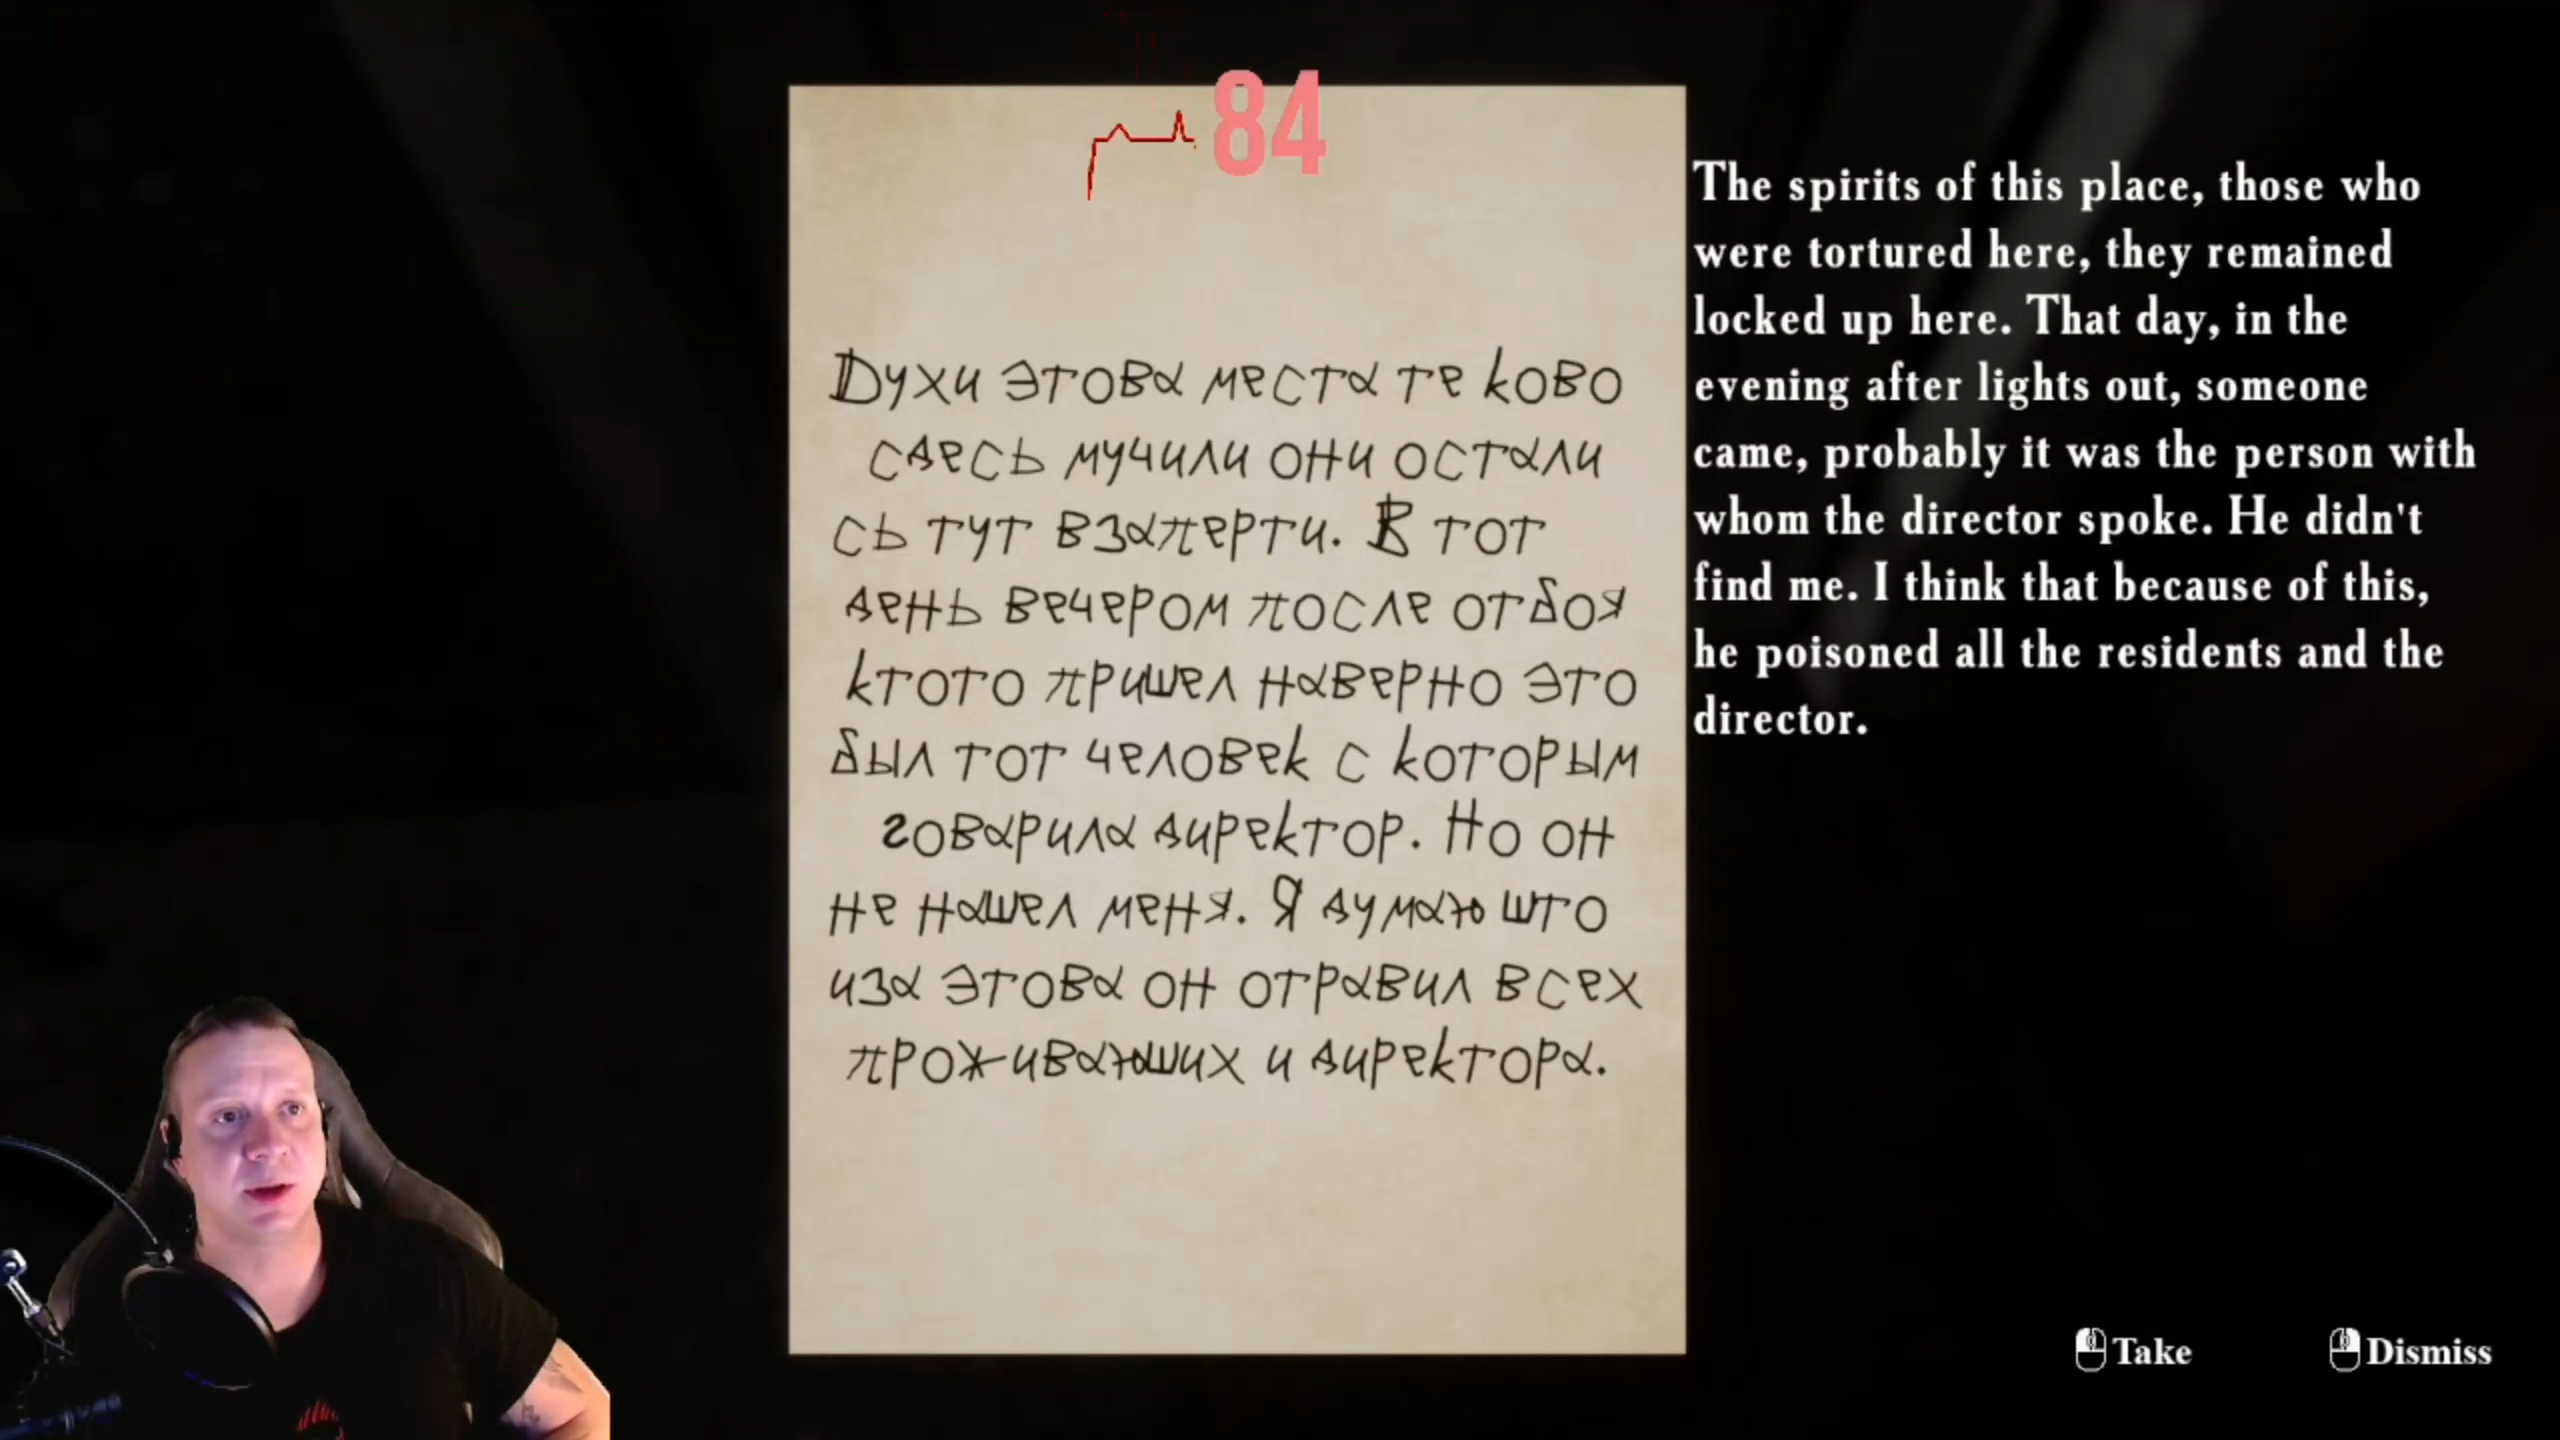 84
Духи этова места те ково
сдесь мучили они остали
сь тут взаперти. В тот
день вечером после отбоя
ктото пришел наверно это
был тот человек с которым
говарила директор. Но он
не нашел меня. Я думаю што
иза этова он отравил всех
проживаюших и директора.
The spirits of this place, those who
were tortured here, they remained
locked up here. That day, in the
evening after lights out, someone
came, probably it was the person with
whom the director spoke. He didn't
find me. I think that because of this,
he poisoned all the residents and the
director.
Take
Dismiss